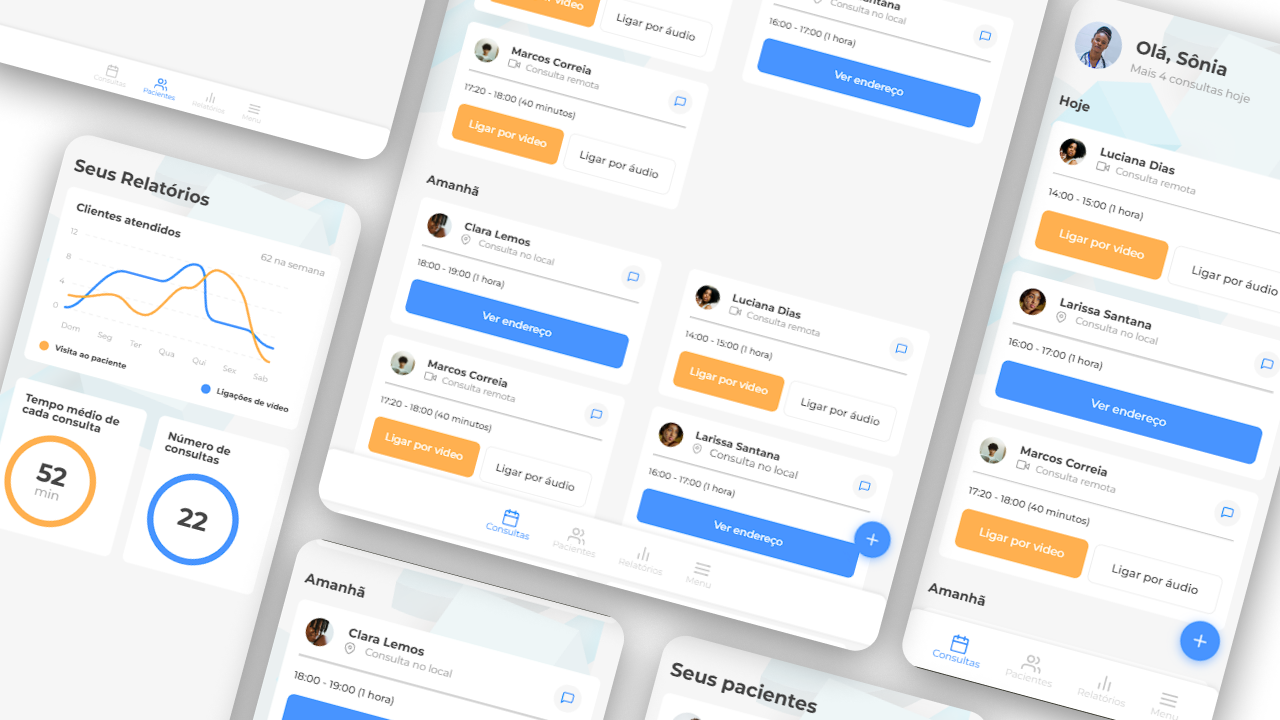 Consultas
Pacientes
Relatórios
Menu
Seus Relatórios
Clientes atendidos
62 na semana
12
8
4
0
Dom
Seg
Ter
Qua
Qui
Sex
Sab
Visita ao paciente
Ligações de vídeo
Tempo médio de
cada consulta
52
min
Número de
consultas
22
Ligar por áudio
Marcos Correia
Consulta remota
17:20 - 18:00 (40 minutos)
Ligar por video
Ligar por áudio
Amanhã
Clara Lemos
Consulta no local
18:00 - 19:00 (1 hora)
Ver endereço
Marcos Correia
Consulta remota
17:20 - 18:00 (40 minutos)
Ligar por video
Ligar por áudio
Consulta no local
16:00 - 17:00 (1 hora)
Ver endereço
Luciana Dias
Consulta remota
14:00 - 15:00 (1 hora)
Ligar por video
Ligar por áudio
Larissa Santana
Consulta no local
16:00 - 17:00 (1 hora)
Ver endereço
Consultas
Pacientes
Relatórios
Menu
Olá, Sônia
Mais 4 consultas hoje
Hoje
Luciana Dias
Consulta remota
14:00 - 15:00 (1 hora)
Ligar por video
Ligar por áudio
Larissa Santana
Consulta no local
16:00 - 17:00 (1 hora)
Ver endereço
Marcos Correia
Consulta remota
17:20 - 18:00 (40 minutos)
Ligar por video
Ligar por áudio
Amanhã
Consultas
Pacientes
Relatórios
Menu
Amanhã
Clara Lemos
Consulta no local
18:00 - 19:00 (1 hora)
Seus pacientes